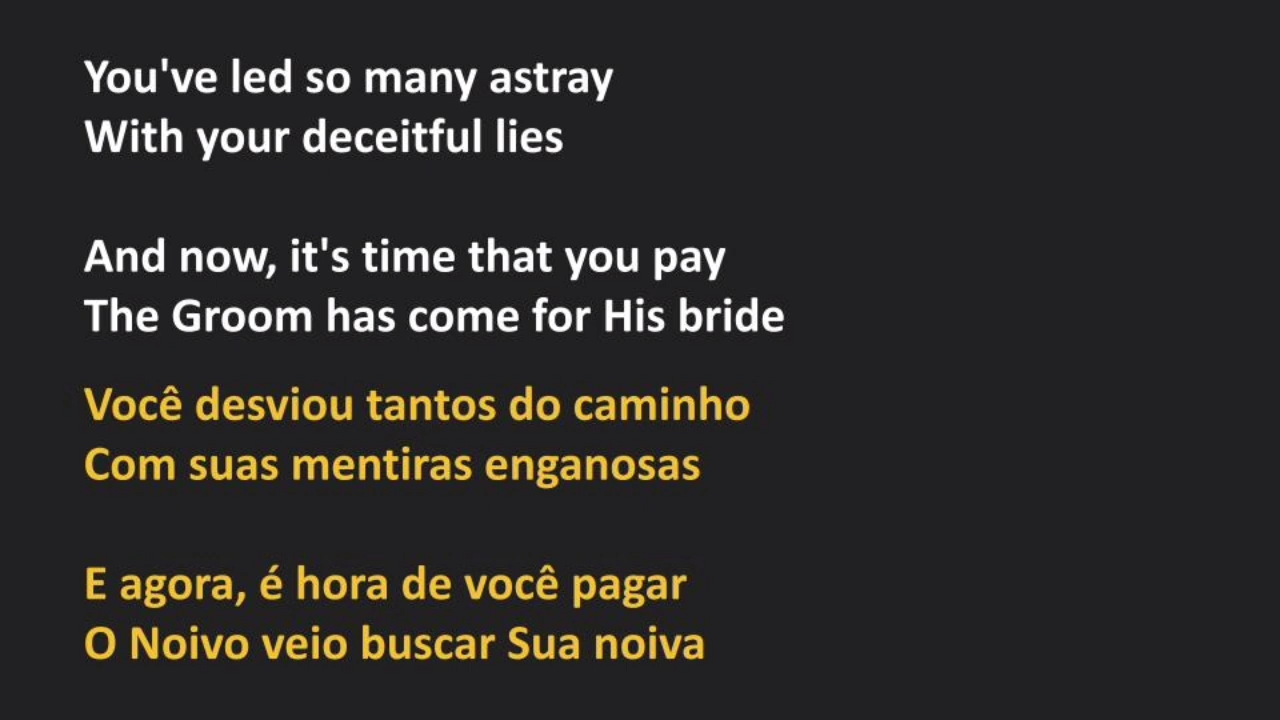 You've led so many astray
With your deceitful lies
And now, it's time that you pay
The Groom has come for His bride
Você desviou tantos do caminho
Com suas mentiras enganosas
E agora, é hora de você pagar
O Noivo veio buscar Sua noiva